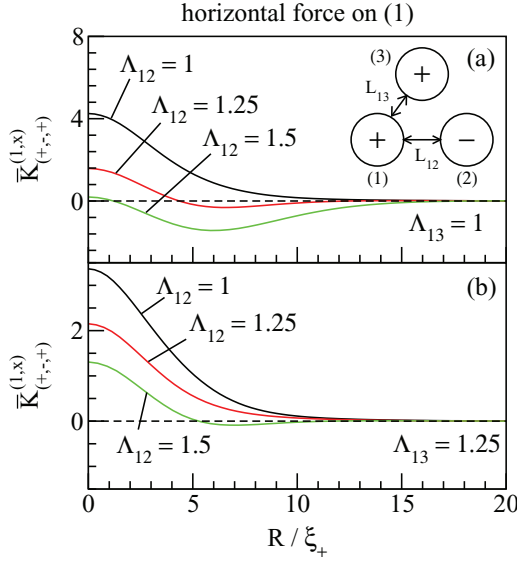 horizontal force on (1)
8
4
0
K̄₍₊,₋,₊₎⁽¹,ˣ⁾
Λ₁₂ = 1
Λ₁₂ = 1.25
Λ₁₂ = 1.5
(a)
(3)
+
L₁₃
+
−
L₁₂
(1)
(2)
Λ₁₃ = 1
2
0
K̄₍₊,₋,₊₎⁽¹,ˣ⁾
(b)
Λ₁₂ = 1
Λ₁₂ = 1.25
Λ₁₂ = 1.5
Λ₁₃ = 1.25
0 5 10 15 20
R / ξ₊